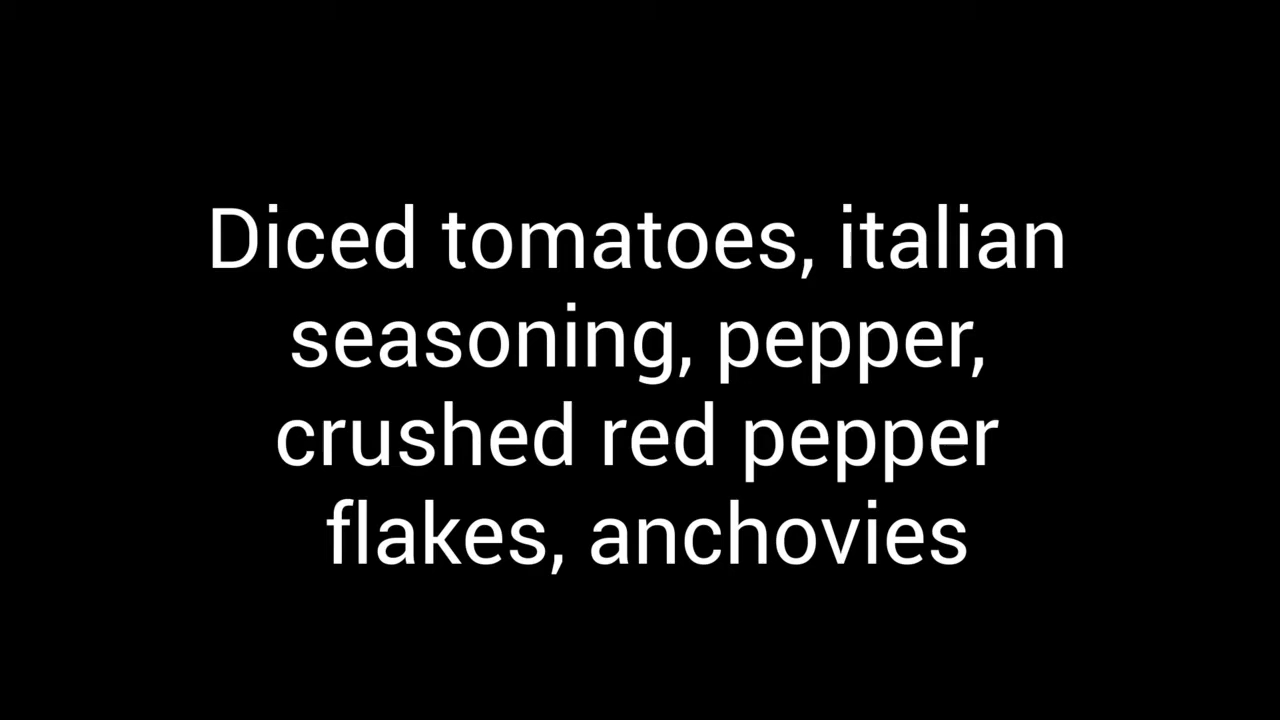 Diced tomatoes, italian
seasoning, pepper,
crushed red pepper
flakes, anchovies